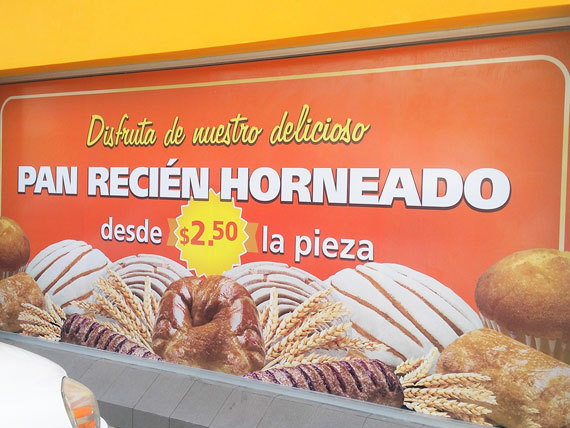 Disfruta de nuestro delicioso
PAN RECIÉN HORNEADO
desde $2.50 la pieza